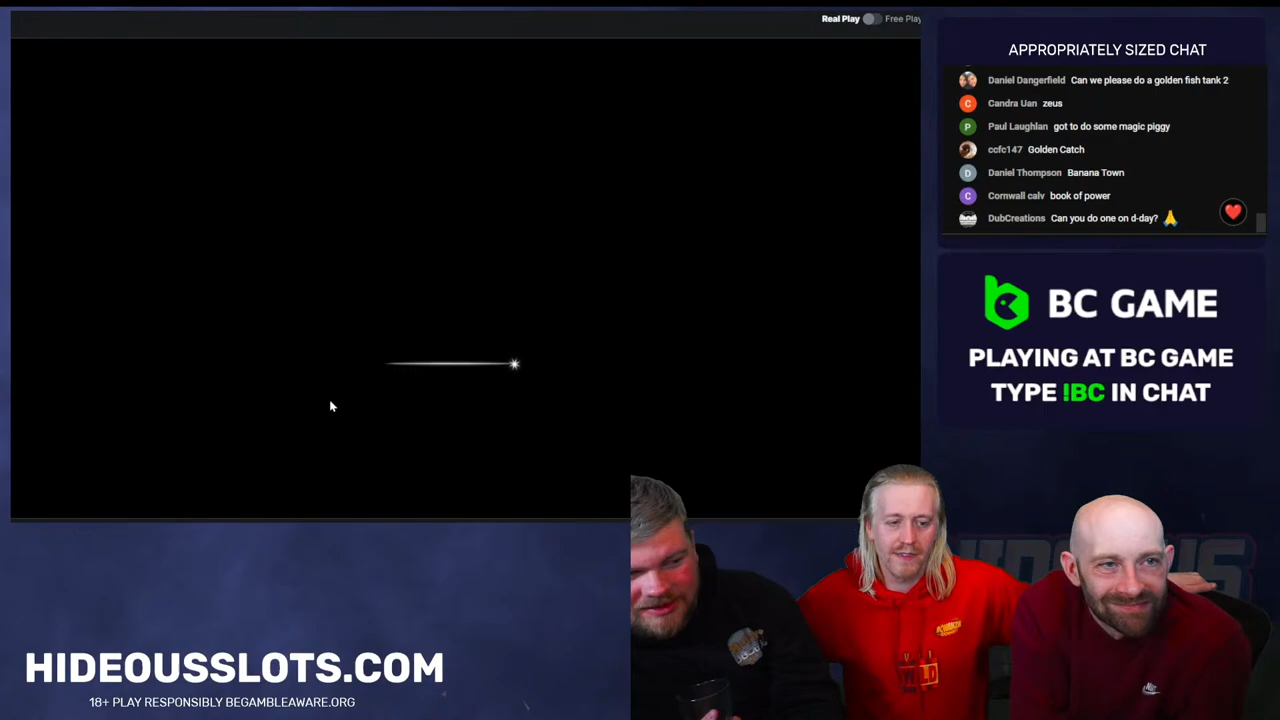 Real Play Free Play
APPROPRIATELY SIZED CHAT
Daniel Dangerfield Can we please do a golden fish tank 2
C Candra Uan zeus
P Paul Laughlan got to do some magic piggy
ccfc147 Golden Catch
D Daniel Thompson Banana Town
C Cornwall calv book of power
DubCreations Can you do one on d-day? 🙏
BC GAME
PLAYING AT BC GAME
TYPE !BC IN CHAT
HIDEOUSSLOTS.COM
18+ PLAY RESPONSIBLY BEGAMBLEAWARE.ORG
WILD